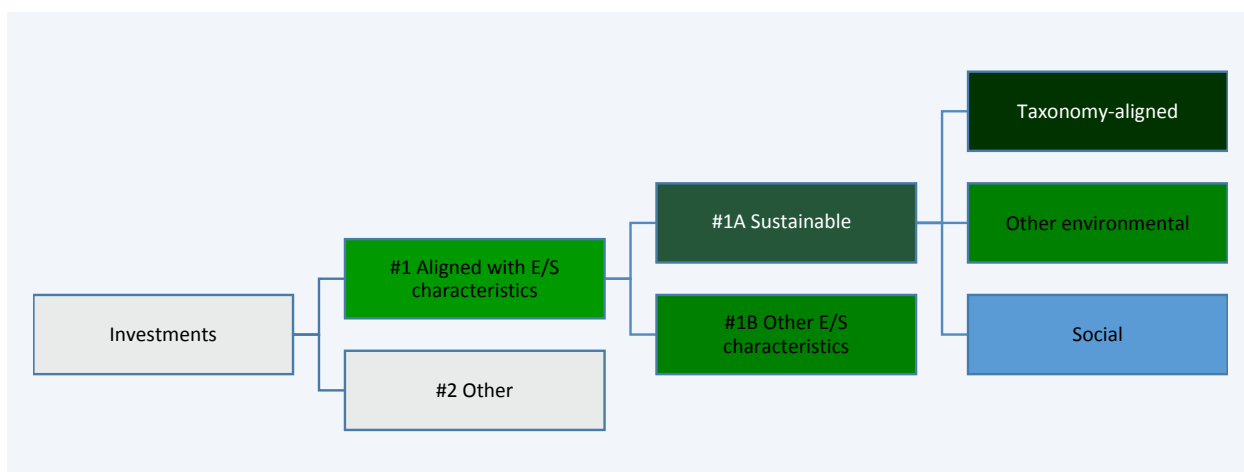 Taxonomy-aligned
#1A Sustainable
Other environmental
#1 Aligned with E/S
characteristics
Investments
#1B Other E/S
characteristics
Social
#2 Other